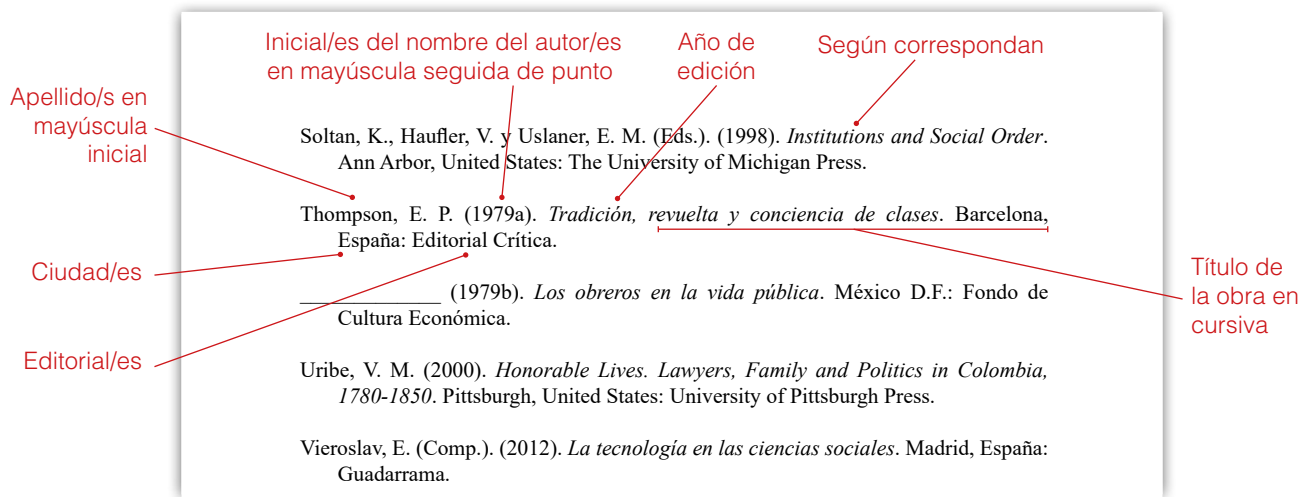 Inicial/es del nombre del autor/es
en mayúscula seguida de punto
Año de
edición
Según correspondan
Apellido/s en
mayúscula
inicial
Soltan, K., Haufler, V. y Uslaner, E. M. (Eds.). (1998). Institutions and Social Order.
Ann Arbor, United States: The University of Michigan Press.
Thompson, E. P. (1979a). Tradición, revuelta y conciencia de clases. Barcelona,
España: Editorial Crítica.
Ciudad/es
______________ (1979b). Los obreros en la vida pública. México D.F.: Fondo de
Cultura Económica.
Título de
la obra en
cursiva
Editorial/es
Uribe, V. M. (2000). Honorable Lives. Lawyers, Family and Politics in Colombia,
1780-1850. Pittsburgh, United States: University of Pittsburgh Press.
Vieroslav, E. (Comp.). (2012). La tecnología en las ciencias sociales. Madrid, España:
Guadarrama.